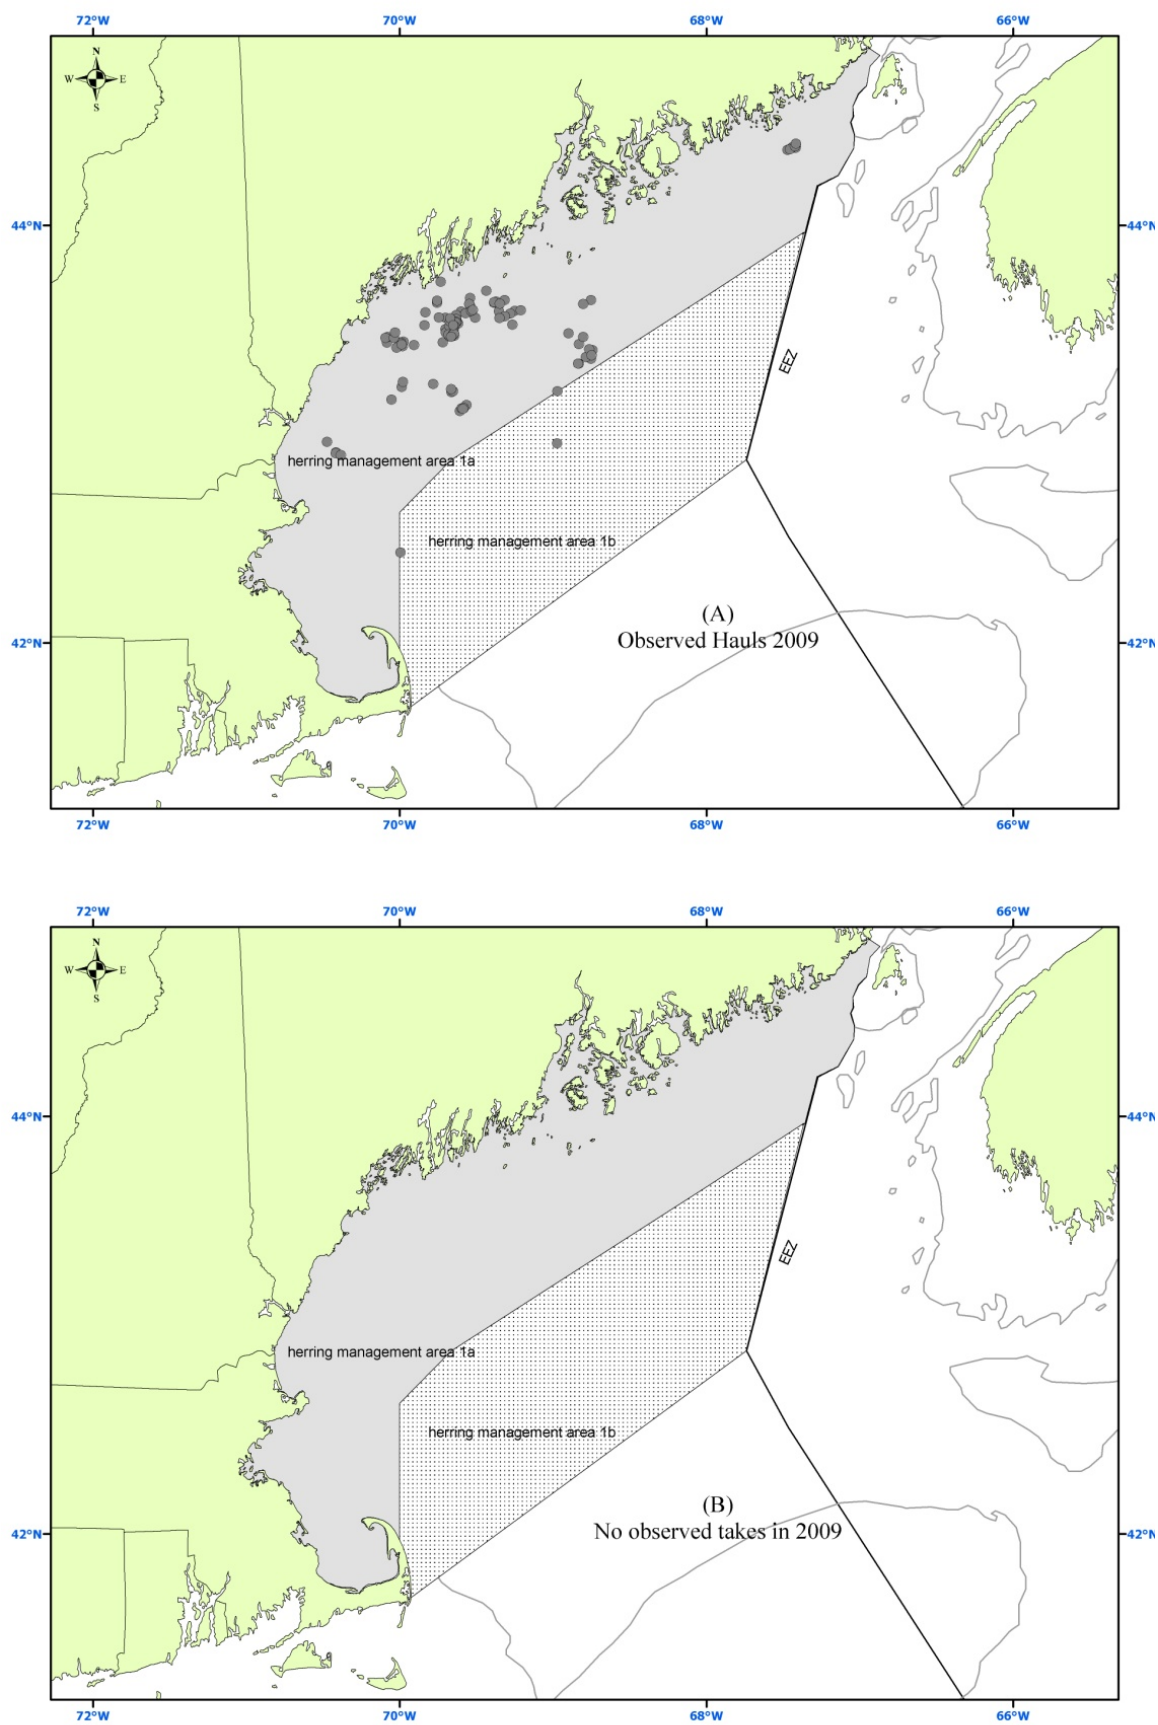 72°W 70°W 68°W 66°W
N
W E
S
44°N 44°N
EEZ
herring management area 1a
herring management area 1b
(A)
Observed Hauls 2009
42°N 42°N
72°W 70°W 68°W 66°W
72°W 70°W 68°W 66°W
N
W E
S
44°N 44°N
EEZ
herring management area 1a
herring management area 1b
(B)
No observed takes in 2009
42°N 42°N
72°W 70°W 68°W 66°W